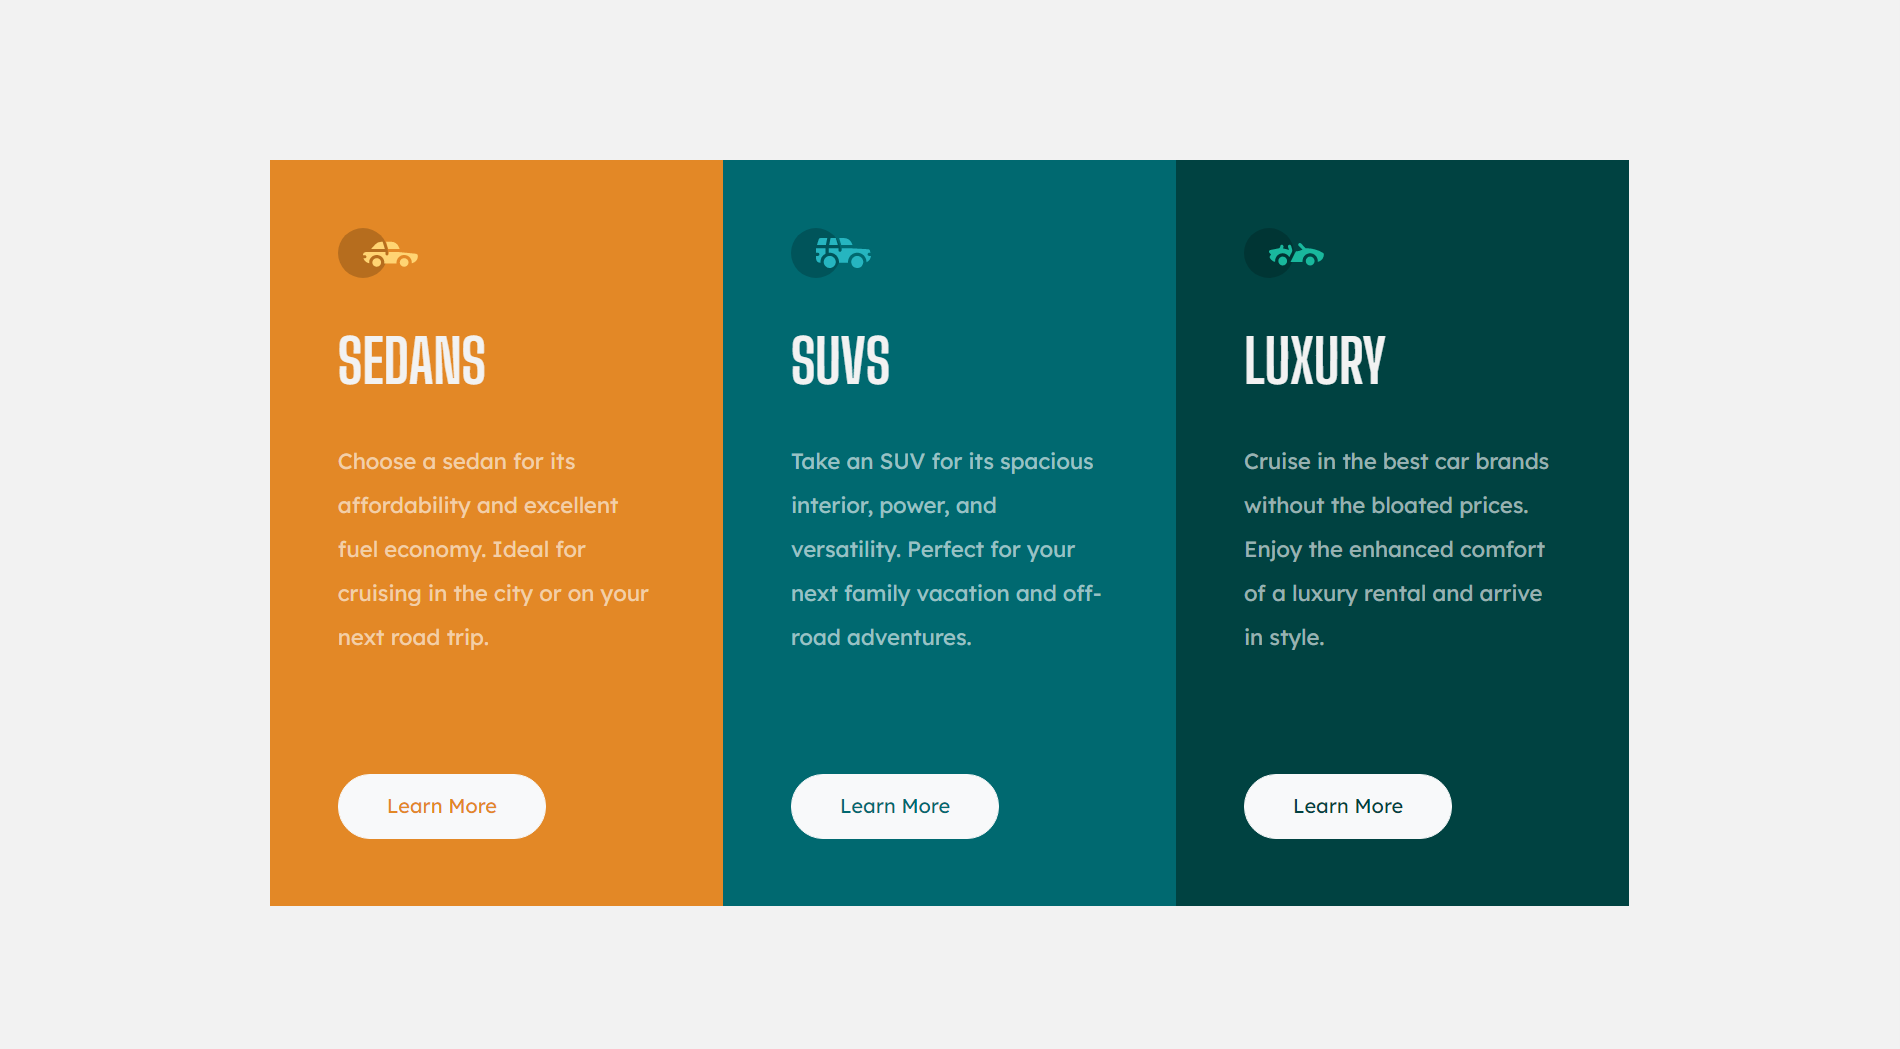 SEDANS
Choose a sedan for its
affordability and excellent
fuel economy. Ideal for
cruising in the city or on your
next road trip.
Learn More
SUVS
Take an SUV for its spacious
interior, power, and
versatility. Perfect for your
next family vacation and off-
road adventures.
Learn More
LUXURY
Cruise in the best car brands
without the bloated prices.
Enjoy the enhanced comfort
of a luxury rental and arrive
in style.
Learn More